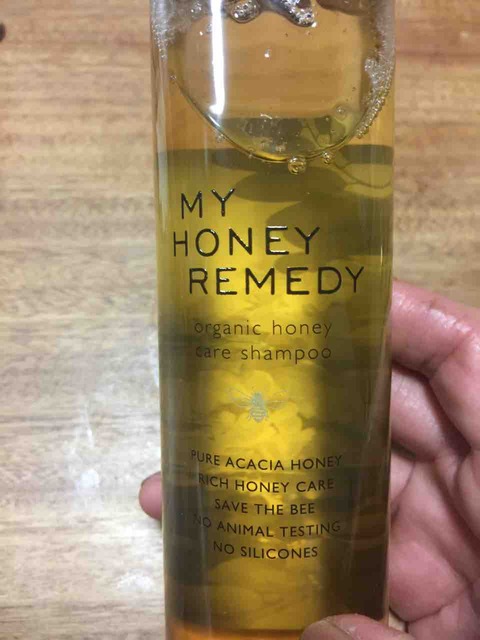 MY
HONEY
REMEDY
organic honey
care shampoo
PURE ACACIA HONEY
RICH HONEY CARE
SAVE THE BEE
NO ANIMAL TESTING
NO SILICONES